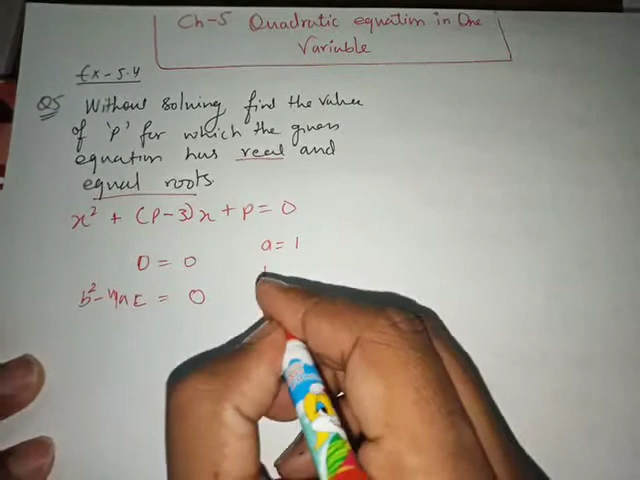 Ch-5 Quadratic equation in One
Variable
Ex-5.4
Q5 Without solving, find the value
of 'p' for which the given
equation has real and
equal roots
x² + (P-3)x + p = 0
D = 0 a = 1
b² - 4ac = 0